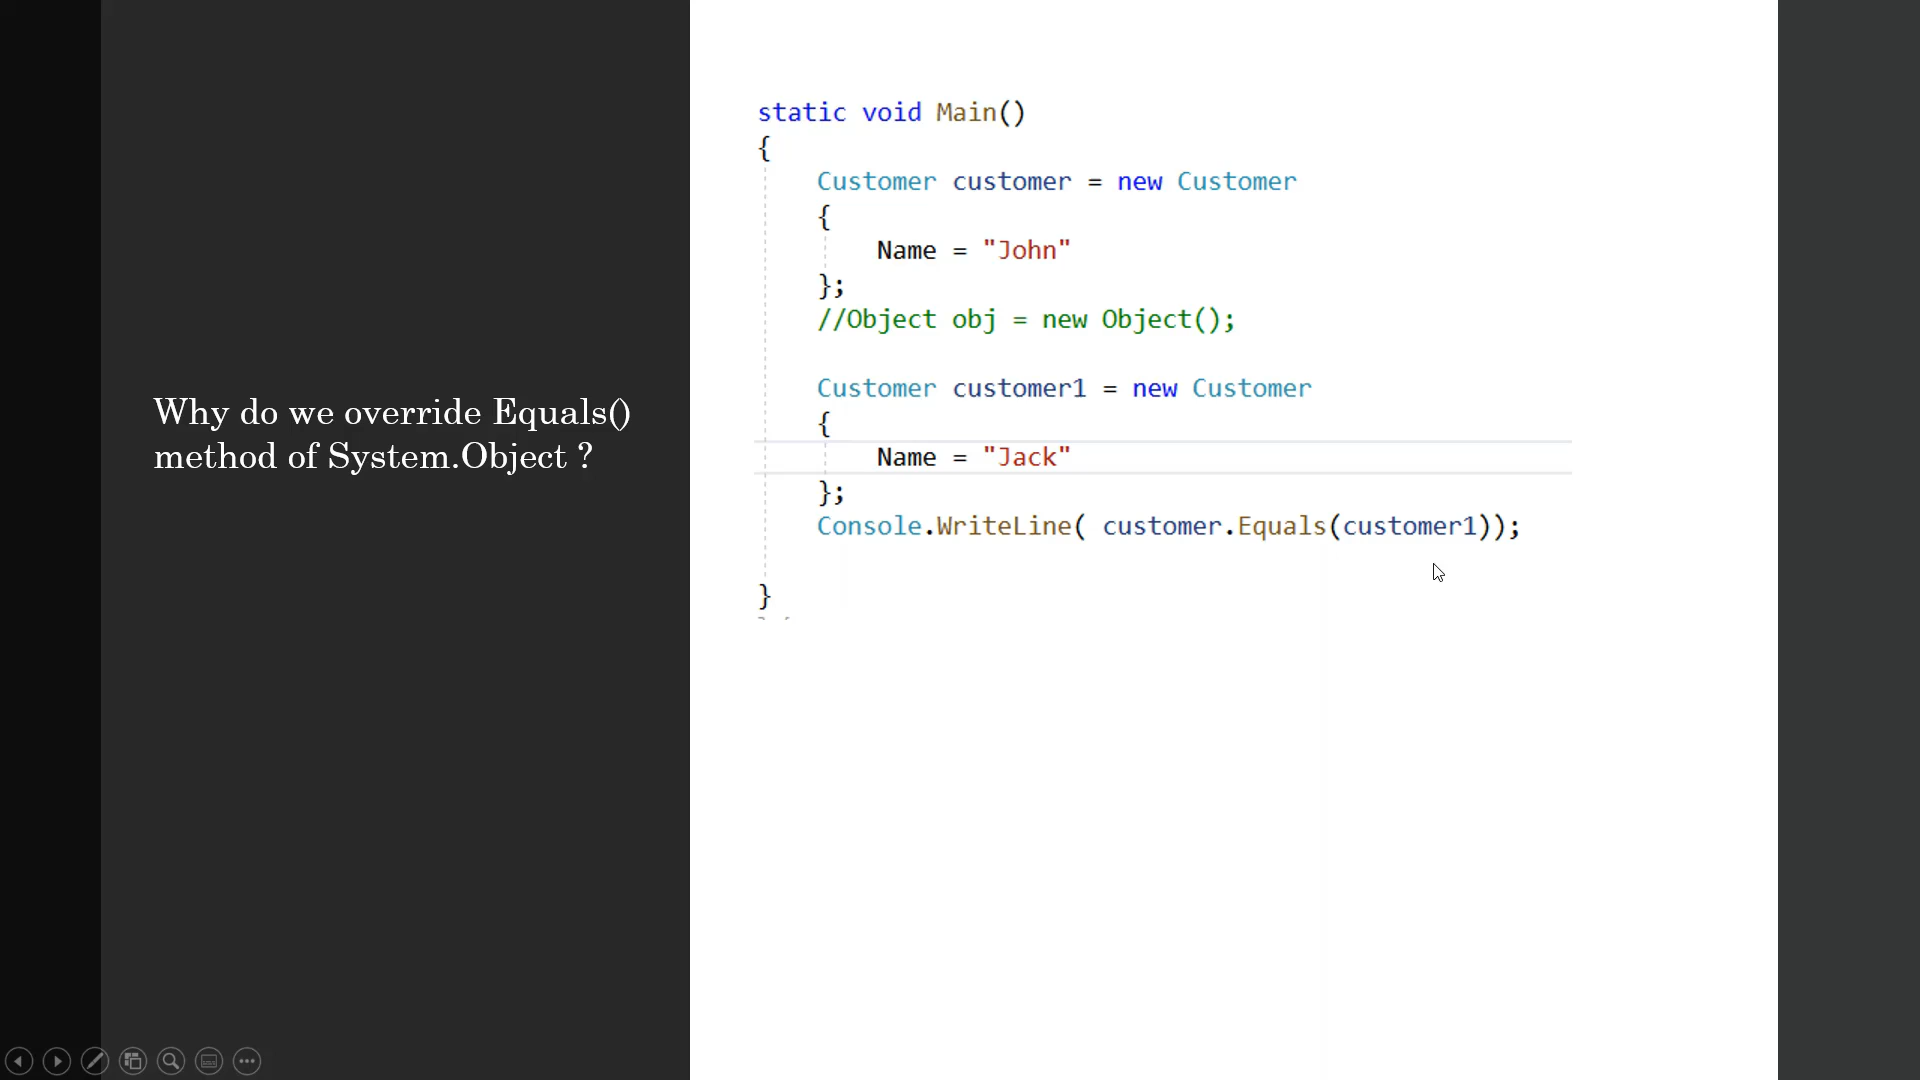 Why do we override Equals()
method of System.Object ?
static void Main()
{
Customer customer = new Customer
{
Name = "John"
};
//Object obj = new Object();
Customer customer1 = new Customer
{
Name = "Jack"
};
Console.WriteLine( customer.Equals(customer1));
}